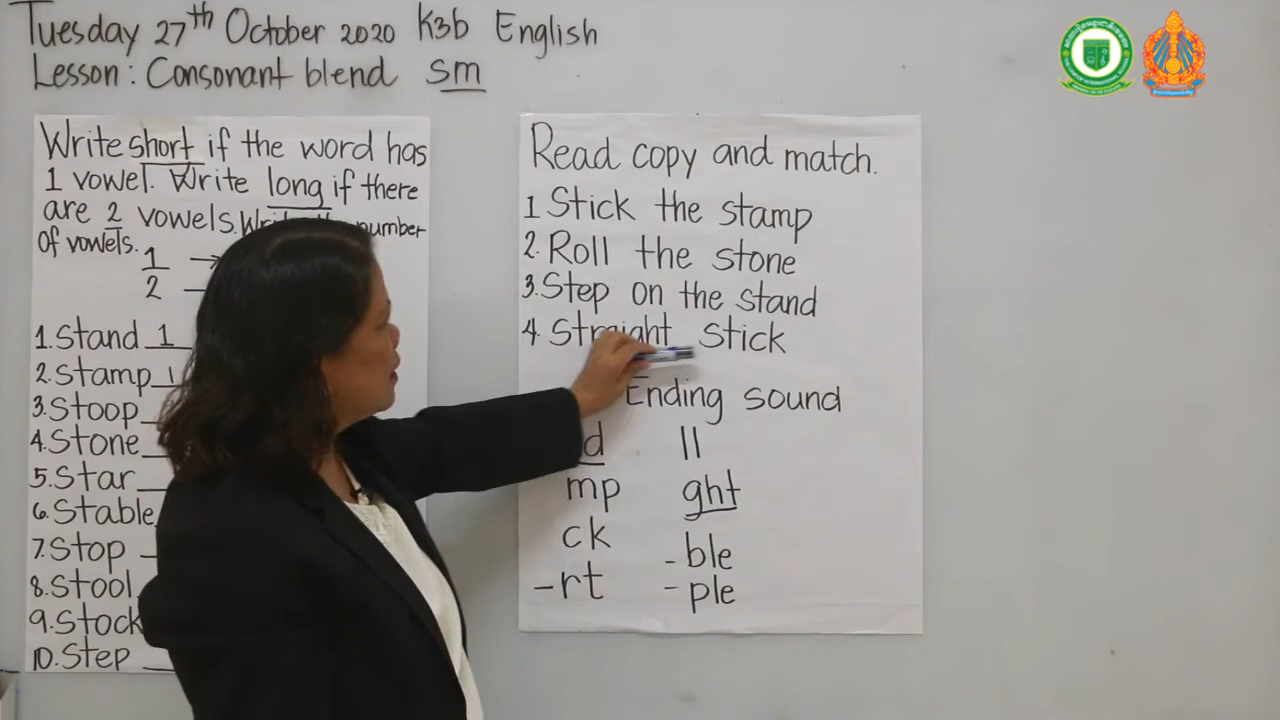 Tuesday 27th October 2020 K3b English
Lesson: Consonant blend sm
Write short if the word has
1 vowel. Write long if there
are 2 vowels. Write the number
of vowels.
1 →
2
1. Stand 1
2. Stamp 1
3. Stoop
4. Stone
5. Star
6. Stable
7. Stop
8. Stool
9. Stock
10. Step
Read copy and match.
1 Stick the stamp
2. Roll the stone
3. Step on the stand
4. Straight stick
Ending sound
d ll
mp ght
ck -ble
-rt -ple